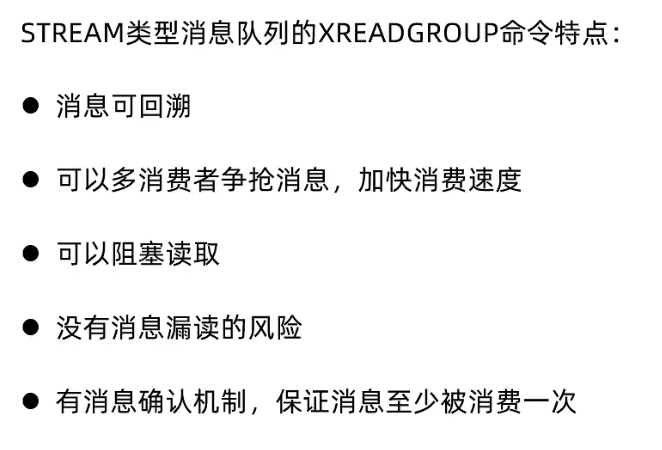 STREAM类型消息队列的XREADGROUP命令特点：
● 消息可回溯
● 可以多消费者争抢消息，加快消费速度
● 可以阻塞读取
● 没有消息漏读的风险
● 有消息确认机制，保证消息至少被消费一次